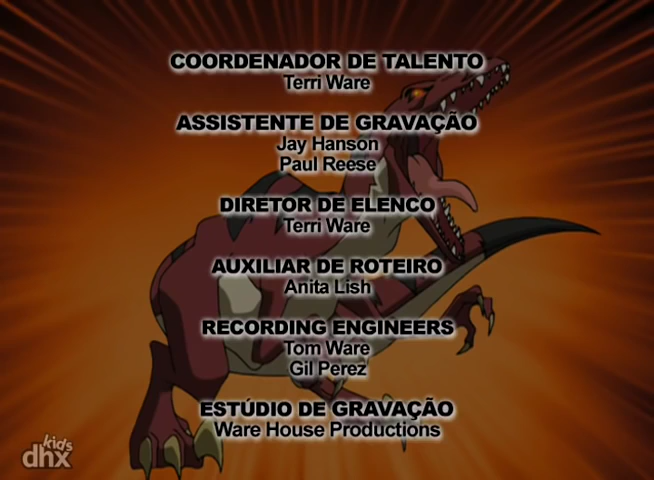 COORDENADOR DE TALENTO
Terri Ware
ASSISTENTE DE GRAVAÇÃO
Jay Hanson
Paul Reese
DIRETOR DE ELENCO
Terri Ware
AUXILIAR DE ROTEIRO
Anita Lish
RECORDING ENGINEERS
Tom Ware
Gil Perez
ESTÚDIO DE GRAVAÇÃO
Ware House Productions
kids
dhx